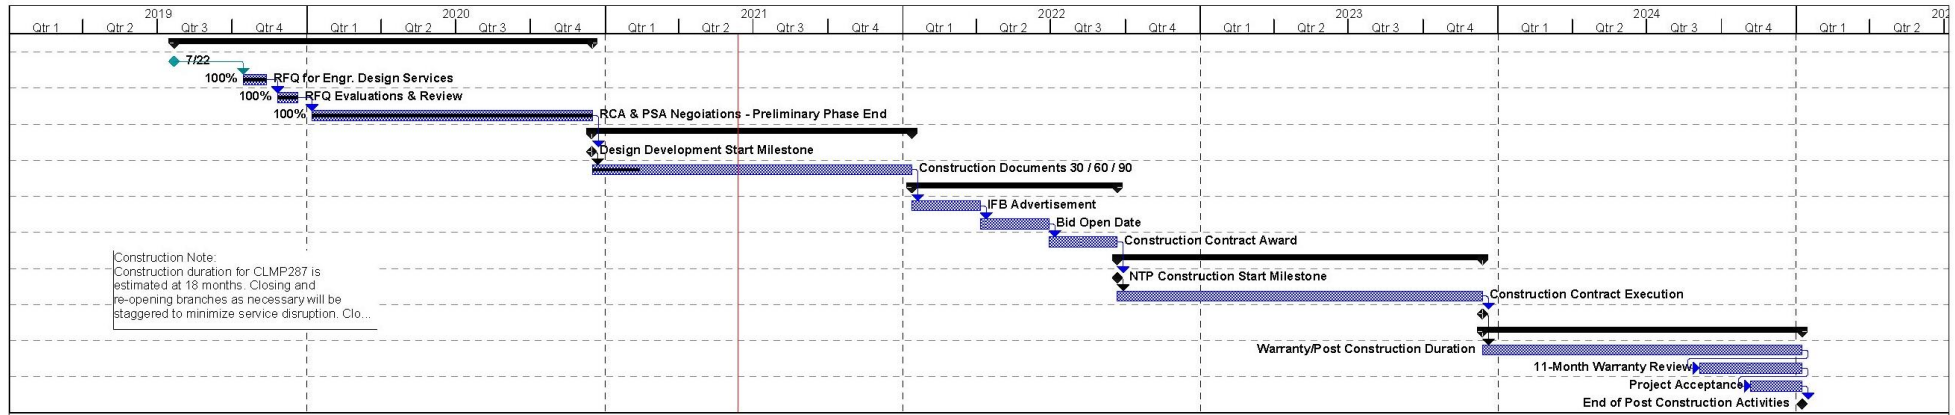 2019 2020 2021 2022 2023 2024 202
Qtr 1 Qtr 2 Qtr 3 Qtr 4 Qtr 1 Qtr 2 Qtr 3 Qtr 4 Qtr 1 Qtr 2 Qtr 3 Qtr 4 Qtr 1 Qtr 2 Qtr 3 Qtr 4 Qtr 1 Qtr 2 Qtr 3 Qtr 4 Qtr 1 Qtr 2 Qtr 3 Qtr 4 Qtr 1 Qtr 2
7/22
100% RFQ for Engr. Design Services
100% RFQ Evaluations & Review
100% RCA & PSA Negoiations - Preliminary Phase End
Design Development Start Milestone
Construction Documents 30 / 60 / 90
IFB Advertisement
Bid Open Date
Construction Contract Award
Construction Note:
Construction duration for CLMP287 is
estimated at 18 months. Closing and
re-opening branches as necessary will be
staggered to minimize service disruption. Clo...
NTP Construction Start Milestone
Construction Contract Execution
Warranty/Post Construction Duration
11-Month Warranty Review
Project Acceptance
End of Post Construction Activities